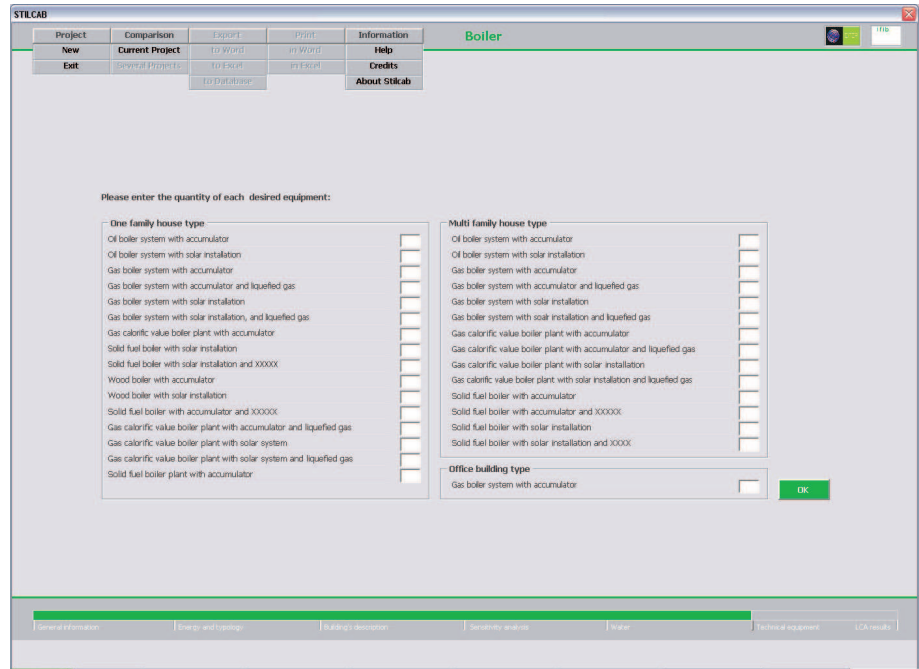 STILCAB
Project Comparison Export Print Information
Boiler
New Current Project to Word in Word Help
Exit Several Projects to Excel in Excel Credits
to Database About Stilcab
Please enter the quantity of each desired equipment:
One family house type
Oil boiler system with accumulator
Oil boiler system with solar installation
Gas boiler system with accumulator
Gas boiler system with accumulator and liquefied gas
Gas boiler system with solar installation
Gas boiler system with solar installation, and liquefied gas
Gas calorific value boiler plant with accumulator
Solid fuel boiler with solar installation
Solid fuel boiler with solar installation and XXXXX
Wood boiler with accumulator
Wood boiler with solar installation
Solid fuel boiler with accumulator and XXXXX
Gas calorific value boiler plant with accumulator and liquefied gas
Gas calorific value boiler plant with solar system
Gas calorific value boiler plant with solar system and liquefied gas
Solid fuel boiler plant with accumulator
Multi family house type
Oil boiler system with accumulator
Oil boiler system with solar installation
Gas boiler system with accumulator
Gas boiler system with accumulator and liquefied gas
Gas boiler system with solar installation
Gas boiler system with soalr installation and liquefied gas
Gas calorific value boiler plant with accumulator
Gas calorific value boiler plant with accumulator and liquefied gas
Gas calorific value boiler plant with solar installation
Gas calorific value boiler plant with solar installation and liquefied gas
Solid fuel boiler with accumulator
Solid fuel boiler with accumulator and XXXXX
Solid fuel boiler with solar installation
Solid fuel boiler with solar installation and XXXX
Office building type
Gas boiler system with accumulator
OK
General information Energy and typology Building's description Sensitivity analysis Water Technical equipment LCA results